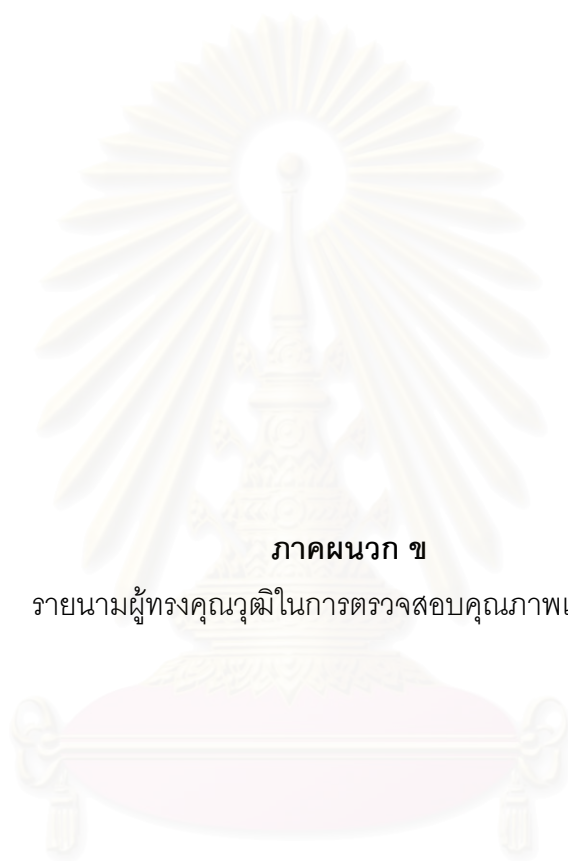 ภาคผนวก ข
รายนามผู้ทรงคุณวุฒิในการตรวจสอบคุณภาพ